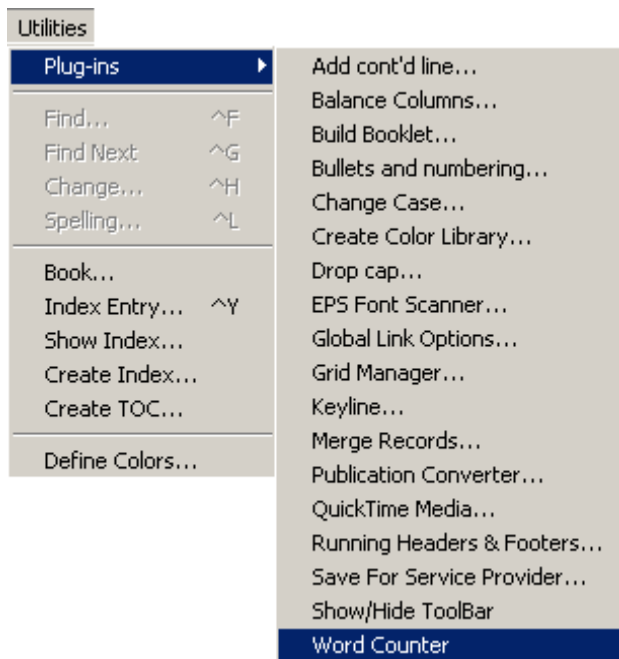 Utilities
Plug-ins
Find... ^F
Find Next ^G
Change... ^H
Spelling... ^L
Book...
Index Entry... ^Y
Show Index...
Create Index...
Create TOC...
Define Colors...
Add cont'd line...
Balance Columns...
Build Booklet...
Bullets and numbering...
Change Case...
Create Color Library...
Drop cap...
EPS Font Scanner...
Global Link Options...
Grid Manager...
Keyline...
Merge Records...
Publication Converter...
QuickTime Media...
Running Headers & Footers...
Save For Service Provider...
Show/Hide ToolBar
Word Counter